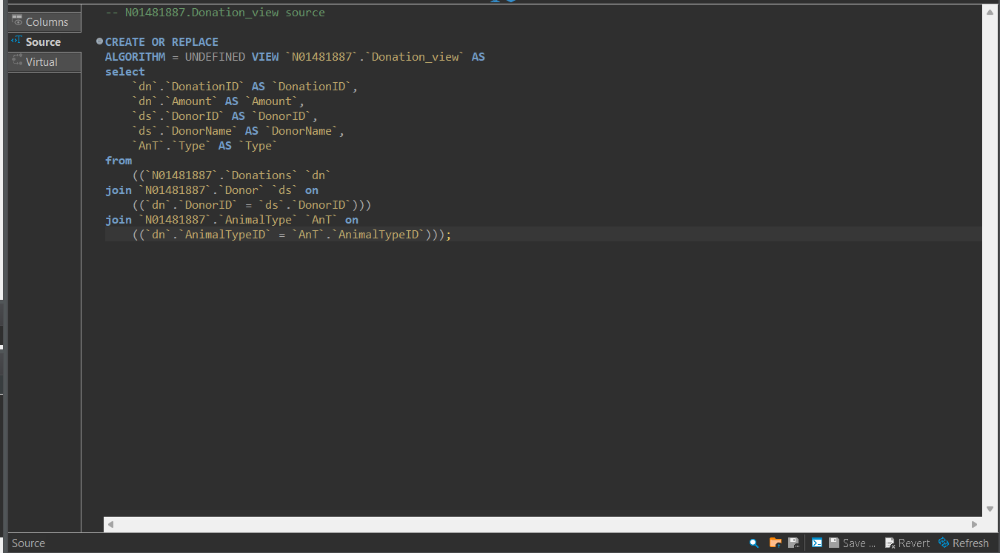 Columns
Source
Virtual
-- N01481887.Donation_view source
CREATE OR REPLACE
ALGORITHM = UNDEFINED VIEW `N01481887`.`Donation_view` AS
select
    `dn`.`DonationID` AS `DonationID`,
    `dn`.`Amount` AS `Amount`,
    `ds`.`DonorID` AS `DonorID`,
    `ds`.`DonorName` AS `DonorName`,
    `AnT`.`Type` AS `Type`
from
    ((`N01481887`.`Donations` `dn`
join `N01481887`.`Donor` `ds` on
    ((`dn`.`DonorID` = `ds`.`DonorID`)))
join `N01481887`.`AnimalType` `AnT` on
    ((`dn`.`AnimalTypeID` = `AnT`.`AnimalTypeID`)));
Source
Save ... Revert Refresh